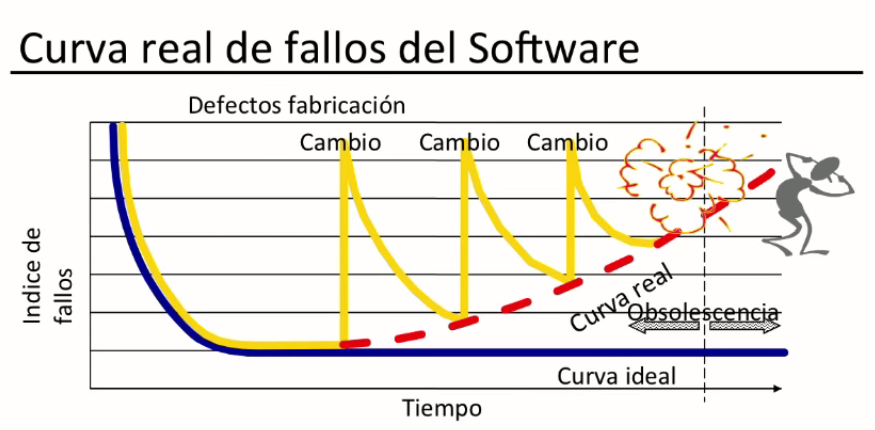 Curva real de fallos del Software
Defectos fabricación
Cambio
Cambio
Cambio
Indice de
fallos
Curva real
Obsolescencia
Curva ideal
Tiempo